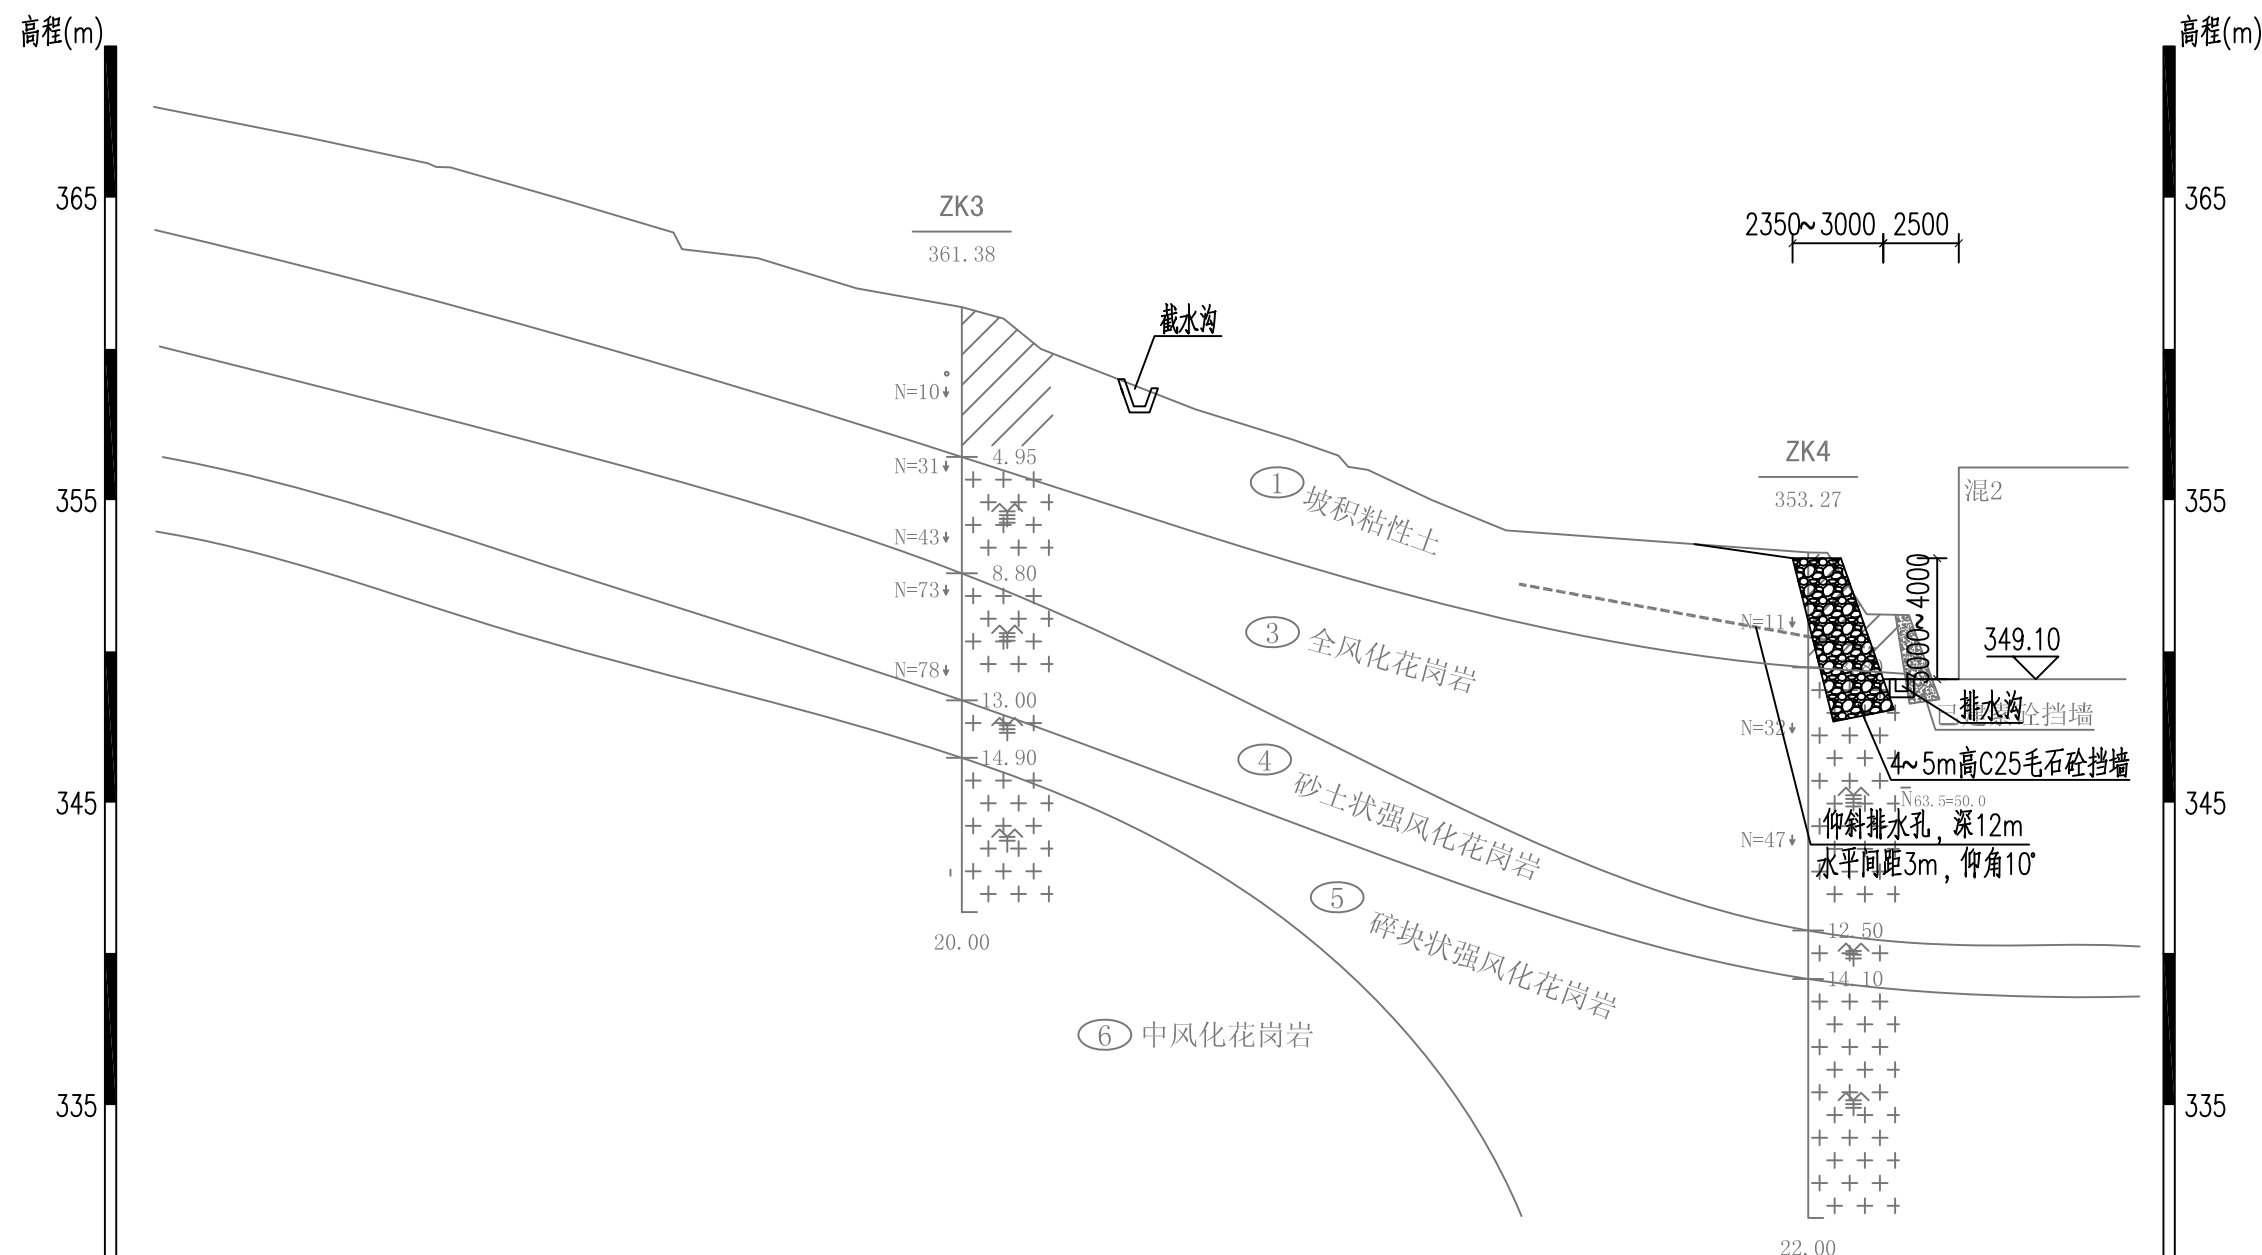 高程(m)
高程(m)
365
365
ZK3
361.38
2350~3000
2500
截水沟
N=10
ZK4
353.27
4.95
N=31
① 坡积粘性土
355
355
混2
N=43
8.80
N=73
3000~4000
N=11
③ 全风化花岗岩
349.10
N=78
13.00
排水沟
砼挡墙
N=32
14.90
④ 砂土状强风化花岗岩
4~5m高C25毛石砼挡墙
345
345
N63.5=50.0
仰斜排水孔,深12m
N=47
水平间距3m,仰角10°
⑤ 碎块状强风化花岗岩
12.50
20.00
14.10
⑥ 中风化花岗岩
335
335
22.00